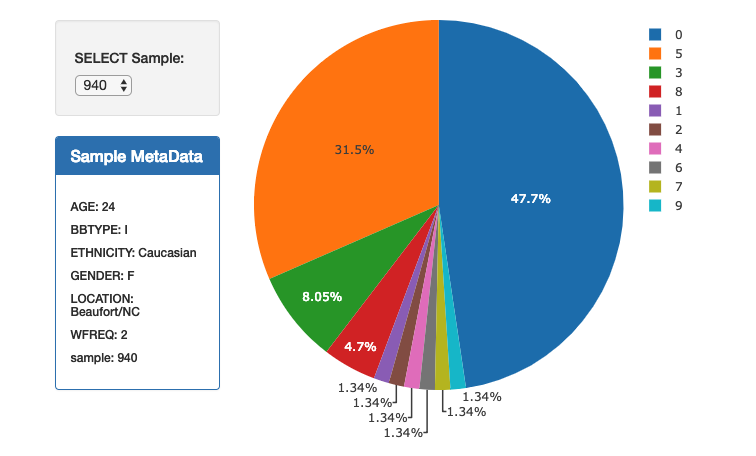 SELECT Sample:
940
Sample MetaData
AGE: 24
BBTYPE: I
ETHNICITY: Caucasian
GENDER: F
LOCATION:
Beaufort/NC
WFREQ: 2
sample: 940
31.5%
47.7%
8.05%
4.7%
1.34%
1.34%
1.34%
1.34%
1.34%
1.34%
0
5
3
8
1
2
4
6
7
9